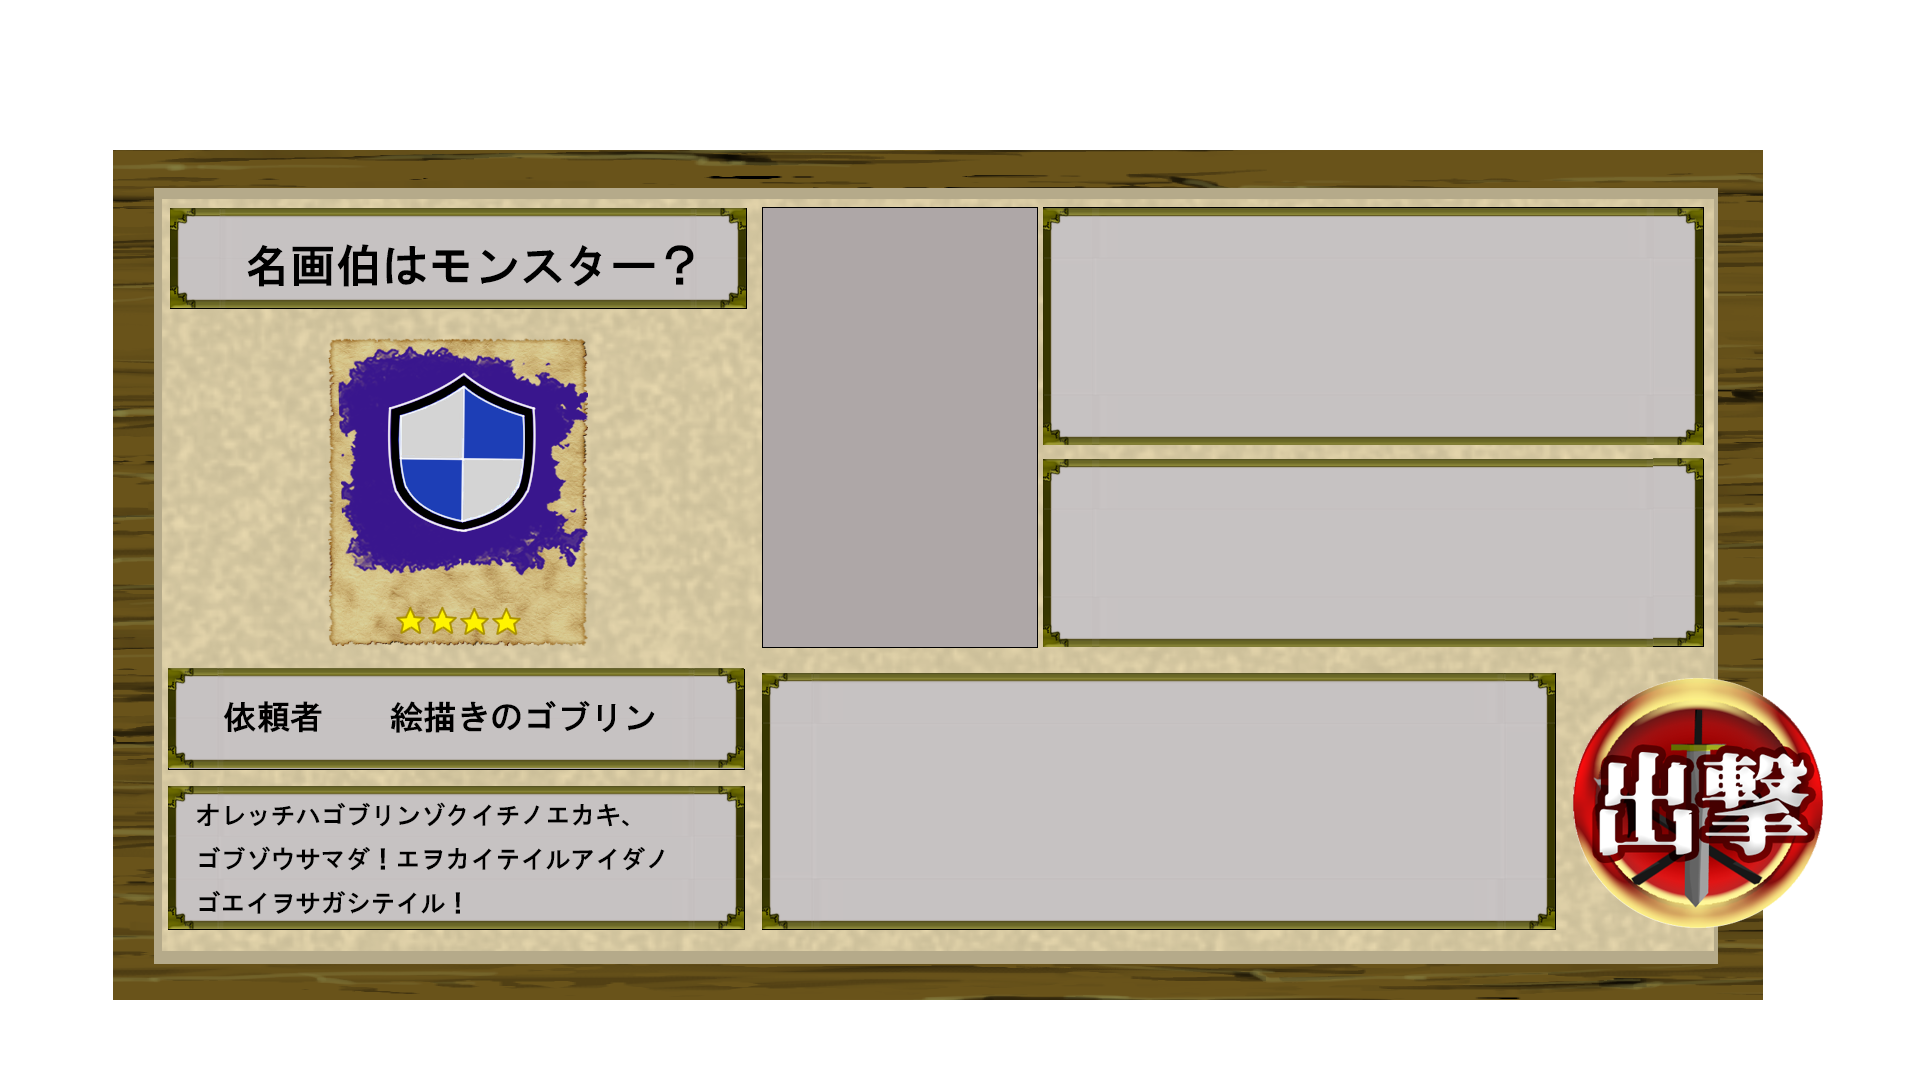 名画伯はモンスター？
依頼者　　絵描きのゴブリン
オレッチハゴブリンゾクイチノエカキ、
ゴブゾウサマダ！エヲカイテイルアイダノ
ゴエイヲサガシテイル！
出撃